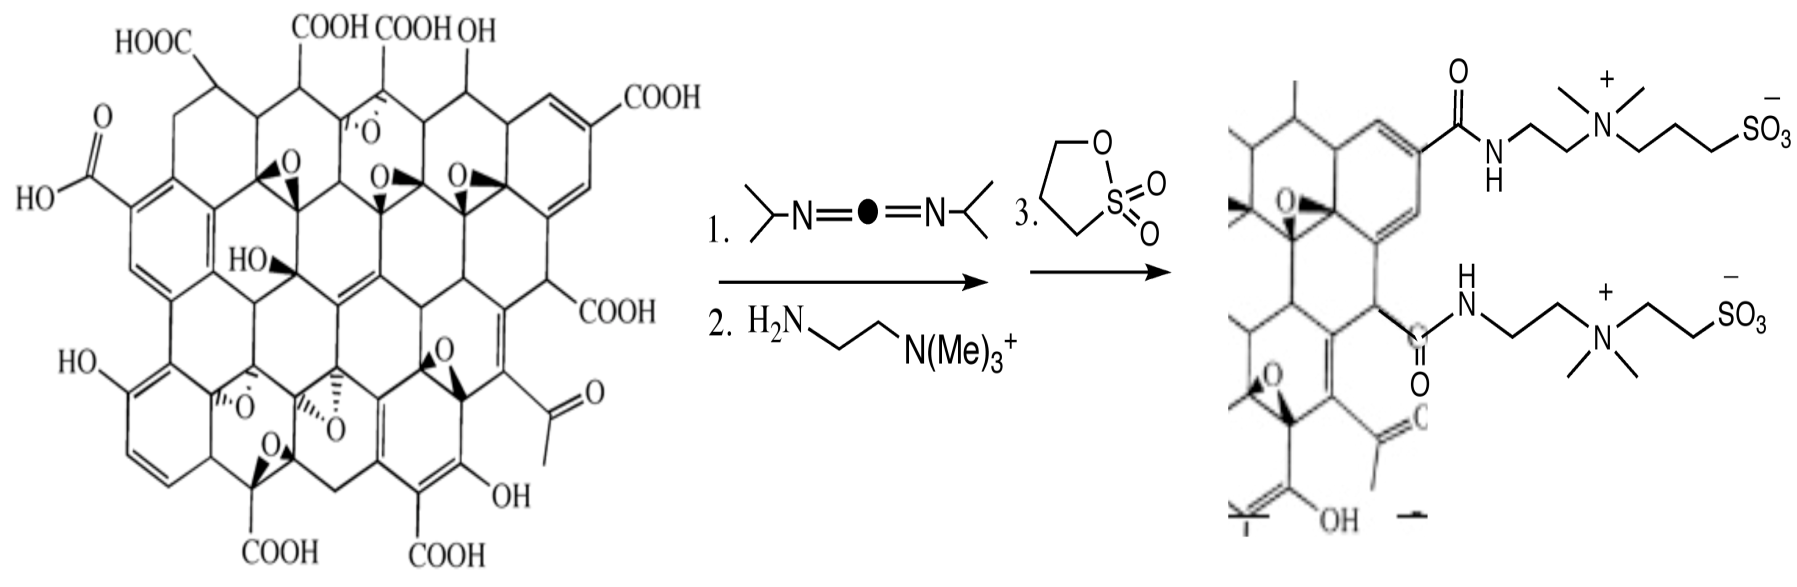 HOOC
COOH
COOH
OH
COOH
O
HO
O
O
O
O
HO
COOH
HO
O
O
O
O
O
OH
COOH
COOH
1.
N
N
2. H₂N
N(Me)₃⁺
3.
O
S
O
O
O
N
H
N
+
SO₃
−
O
H
N
C
O
N
+
SO₃
−
O
O
OH